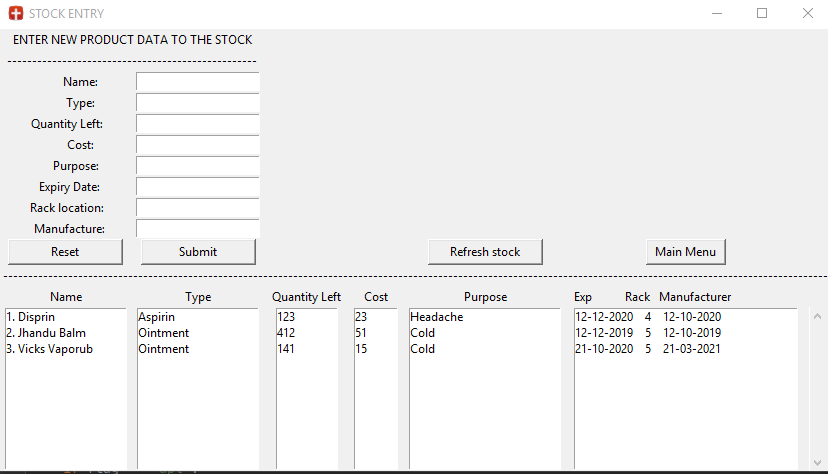 STOCK ENTRY
ENTER NEW PRODUCT DATA TO THE STOCK
Name:
Type:
Quantity Left:
Cost:
Purpose:
Expiry Date:
Rack location:
Manufacture:
Reset Submit Refresh stock Main Menu
Name Type Quantity Left Cost Purpose Exp Rack Manufacturer
1. Disprin Aspirin 123 23 Headache 12-12-2020 4 12-10-2020
2. Jhandu Balm Ointment 412 51 Cold 12-12-2019 5 12-10-2019
3. Vicks Vaporub Ointment 141 15 Cold 21-10-2020 5 21-03-2021